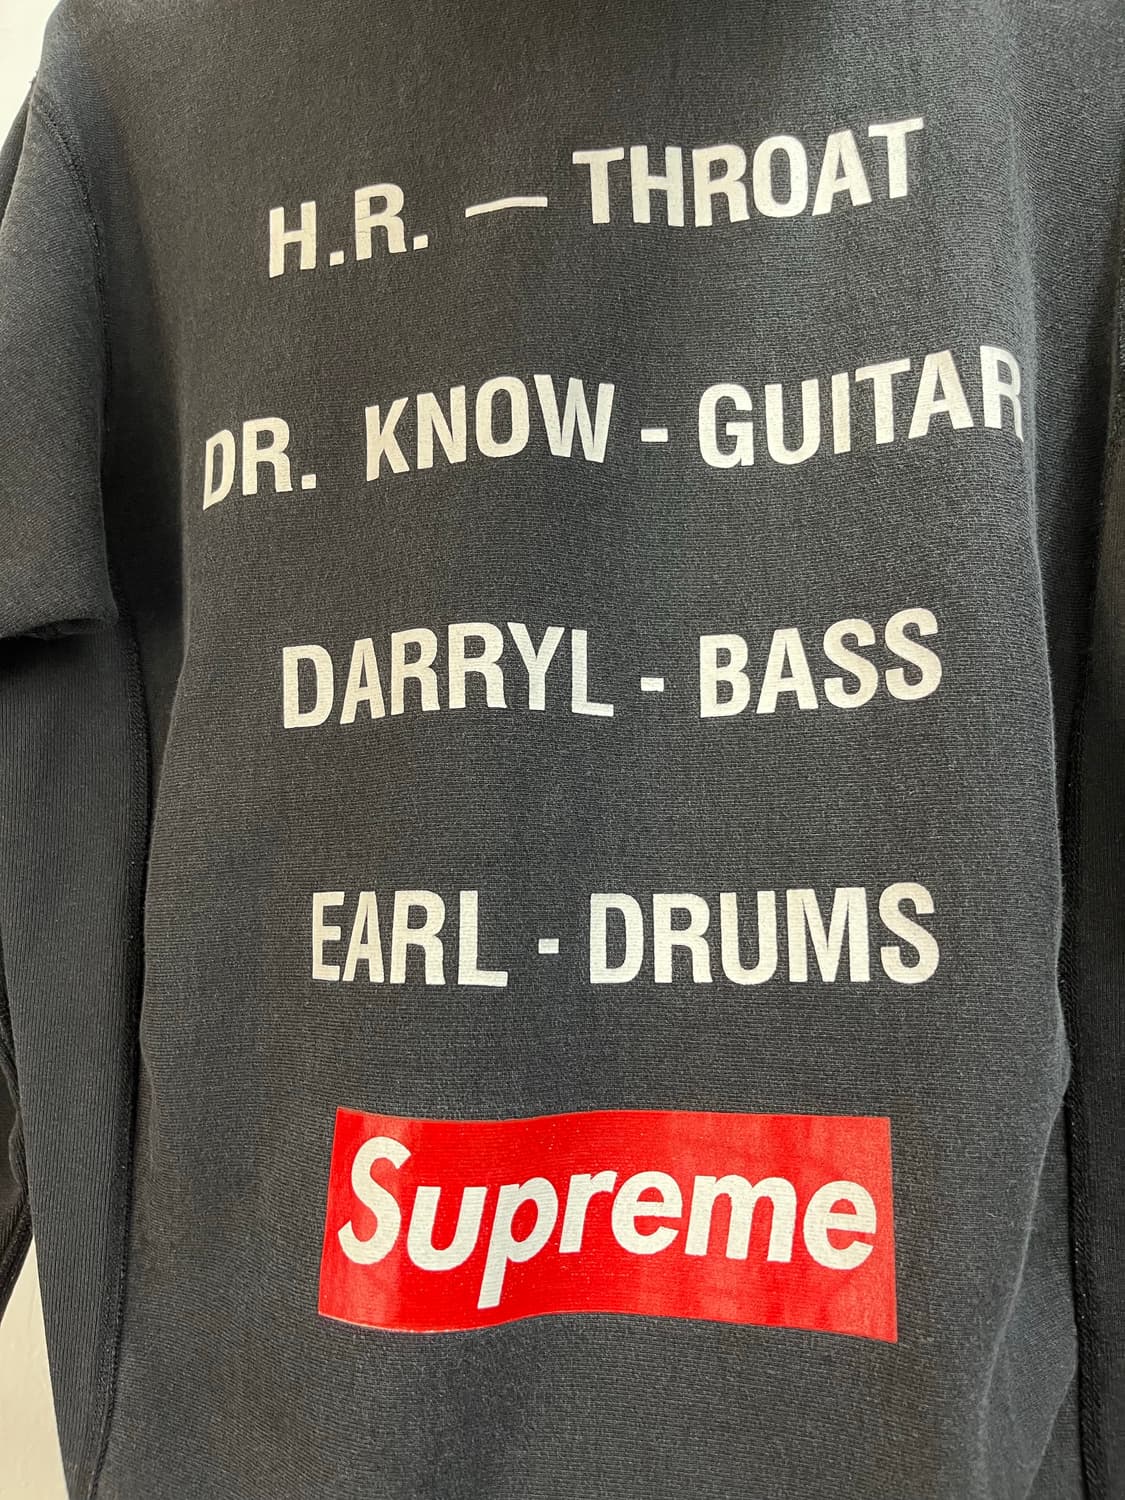 H.R. — THROAT
DR. KNOW - GUITAR
DARRYL - BASS
EARL - DRUMS
Supreme